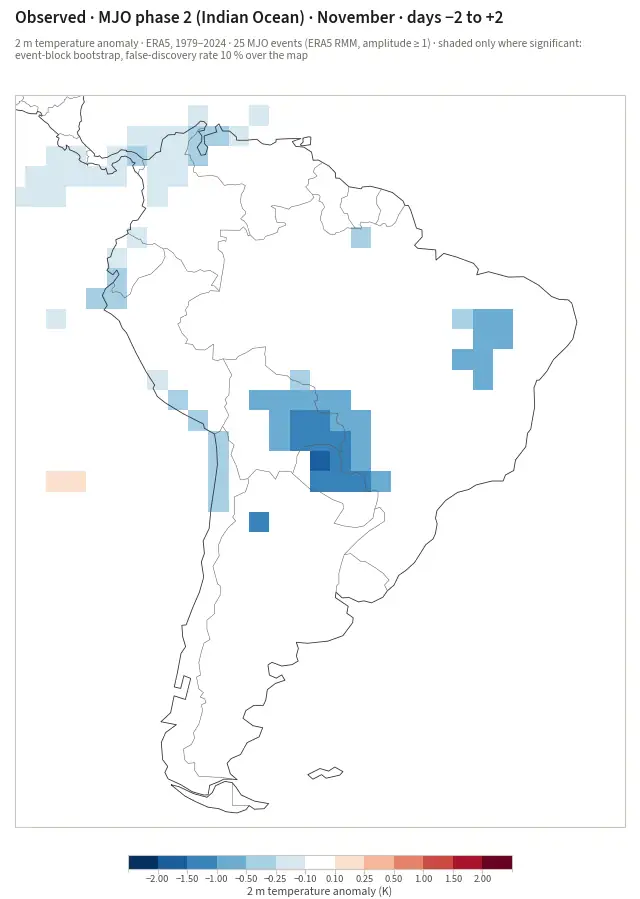 Observed · MJO phase 2 (Indian Ocean) · November · days −2 to +2
2 m temperature anomaly · ERA5, 1979–2024 · 25 MJO events (ERA5 RMM, amplitude ≥ 1) · shaded only where significant:
event-block bootstrap, false-discovery rate 10 % over the map
−2.00 −1.50 −1.00 −0.50 −0.25 −0.10 0.10 0.25 0.50 1.00 1.50 2.00
2 m temperature anomaly (K)